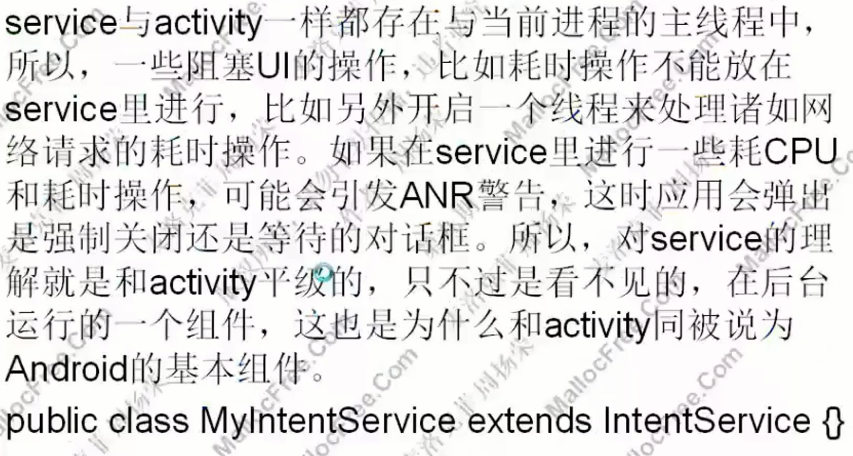 service与activity一样都存在与当前进程的主线程中，
所以，一些阻塞UI的操作，比如耗时操作不能放在
service里进行，比如另外开启一个线程来处理诸如网
络请求的耗时操作。如果在service里进行一些耗CPU
和耗时操作，可能会引发ANR警告，这时应用会弹出
是强制关闭还是等待的对话框。所以，对service的理
解就是和activity平级的，只不过是看不见的，在后台
运行的一个组件，这也是为什么和activity同被说为
Android的基本组件。
public class MyIntentService extends IntentService {}
MallocFree.Com